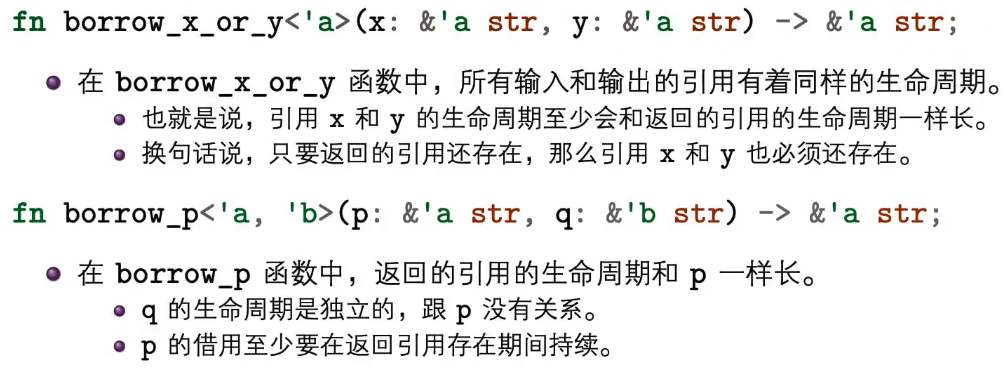 fn borrow_x_or_y<'a>(x: &'a str, y: &'a str) -> &'a str;
在 borrow_x_or_y 函数中，所有输入和输出的引用有着同样的生命周期。
也就是说，引用 x 和 y 的生命周期至少会和返回的引用的生命周期一样长。
换句话说，只要返回的引用还存在，那么引用 x 和 y 也必须还存在。
fn borrow_p<'a, 'b>(p: &'a str, q: &'b str) -> &'a str;
在 borrow_p 函数中，返回的引用的生命周期和 p 一样长。
q 的生命周期是独立的，跟 p 没有关系。
p 的借用至少要在返回引用存在期间持续。